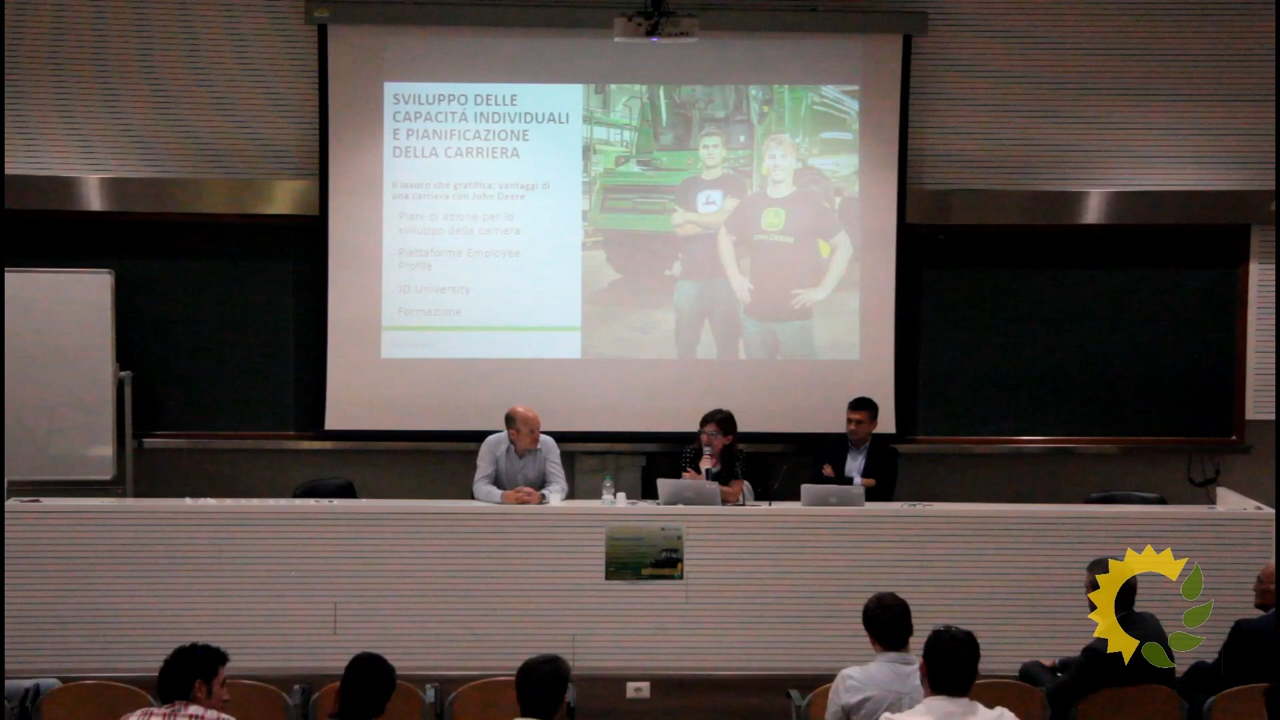 SVILUPPO DELLE
CAPACITÁ INDIVIDUALI
E PIANIFICAZIONE
DELLA CARRIERA
Il lavoro che gratifica: vantaggi di
una carriera con John Deere
- Piani di azione per lo
sviluppo della carriera
- Piattaforma Employee
Profile
- JD University
- Formazione
JOHN DEERE